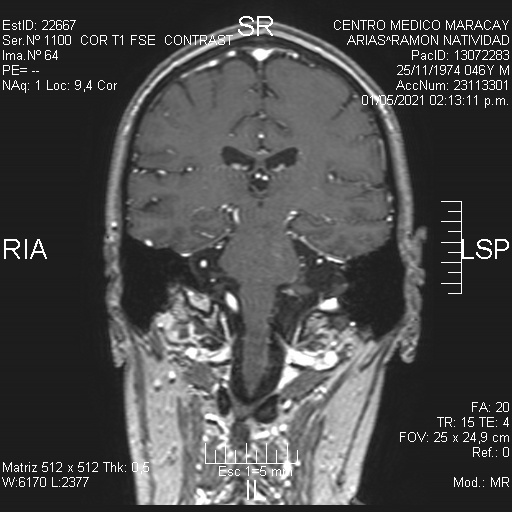 EstID: 22667
Ser.Nº 1100 COR T1 FSE CONTRAST
Ima.Nº 64
PE= --
NAq: 1 Loc: 9,4 Cor
SR
CENTRO MEDICO MARACAY
ARIAS^RAMON NATIVIDAD
PacID: 13072283
25/11/1974 046Y M
AccNum: 23113301
01/05/2021 02:13:11 p.m.
RIA
LSP
FA: 20
TR: 15 TE: 4
FOV: 25 x 24,9 cm
Ref.: 0
Matriz 512 x 512 Thk: 0,5
W:6170 L:2377
Esc 1=5 mm
IL
Mod.: MR